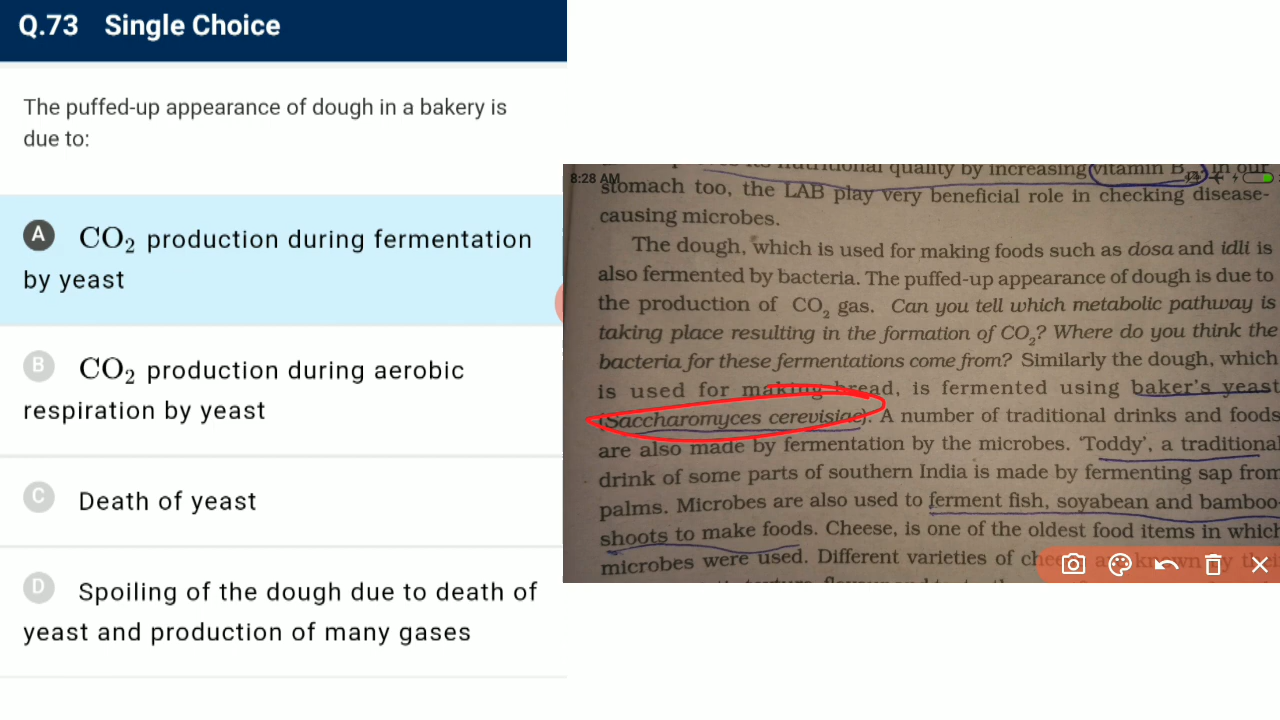 Q.73 Single Choice
The puffed-up appearance of dough in a bakery is
due to:
A CO₂ production during fermentation
by yeast
B CO₂ production during aerobic
respiration by yeast
C Death of yeast
D Spoiling of the dough due to death of
yeast and production of many gases
8:28 AM
nutritional quality by increasing vitamin B in our
stomach too, the LAB play very beneficial role in checking disease-
causing microbes.
The dough, which is used for making foods such as dosa and idli is
also fermented by bacteria. The puffed-up appearance of dough is due to
the production of CO₂ gas. Can you tell which metabolic pathway is
taking place resulting in the formation of CO₂? Where do you think the
bacteria for these fermentations come from? Similarly the dough, which
is used for making bread, is fermented using baker's yeast
(Saccharomyces cerevisiae). A number of traditional drinks and foods
are also made by fermentation by the microbes. 'Toddy', a traditional
drink of some parts of southern India is made by fermenting sap from
palms. Microbes are also used to ferment fish, soyabean and bamboo
shoots to make foods. Cheese, is one of the oldest food items in which
microbes were used. Different varieties of